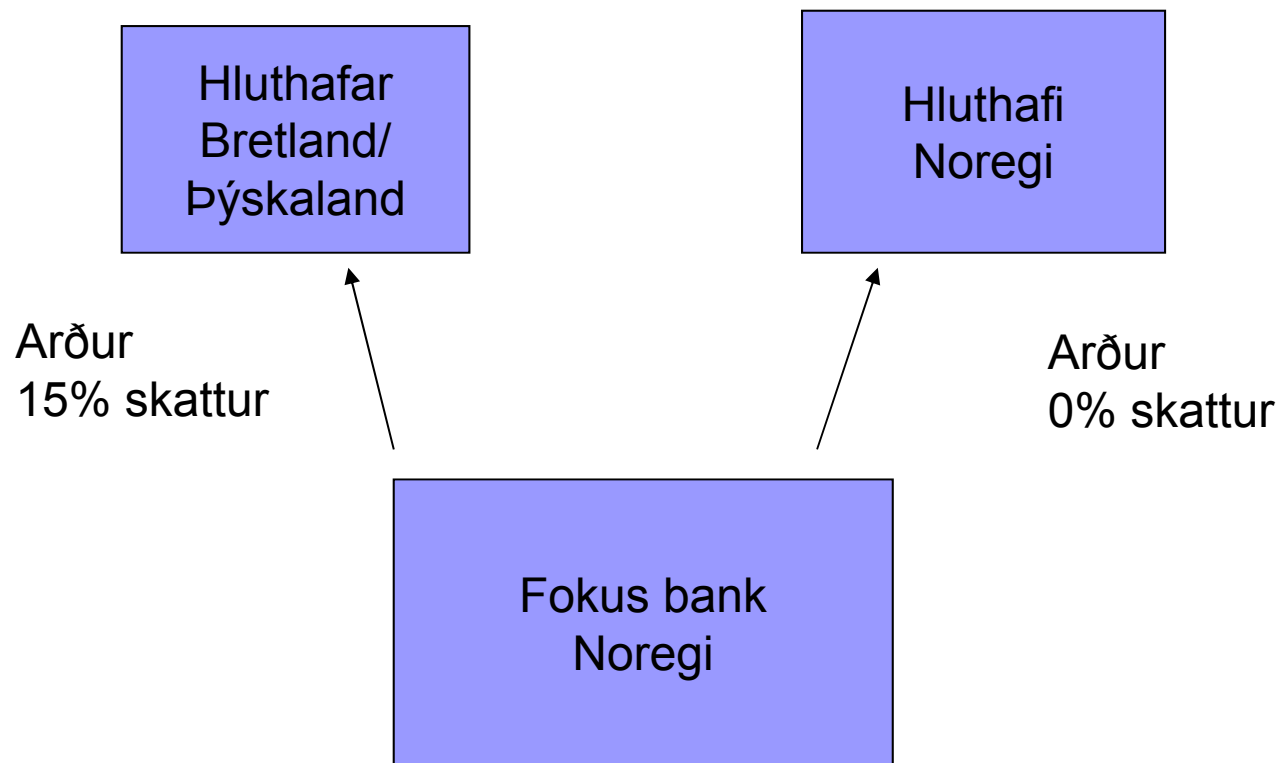 Hluthafar
Bretland/
Þýskaland
Hluthafi
Noregi
Arður
15% skattur
Arður
0% skattur
Fokus bank
Noregi